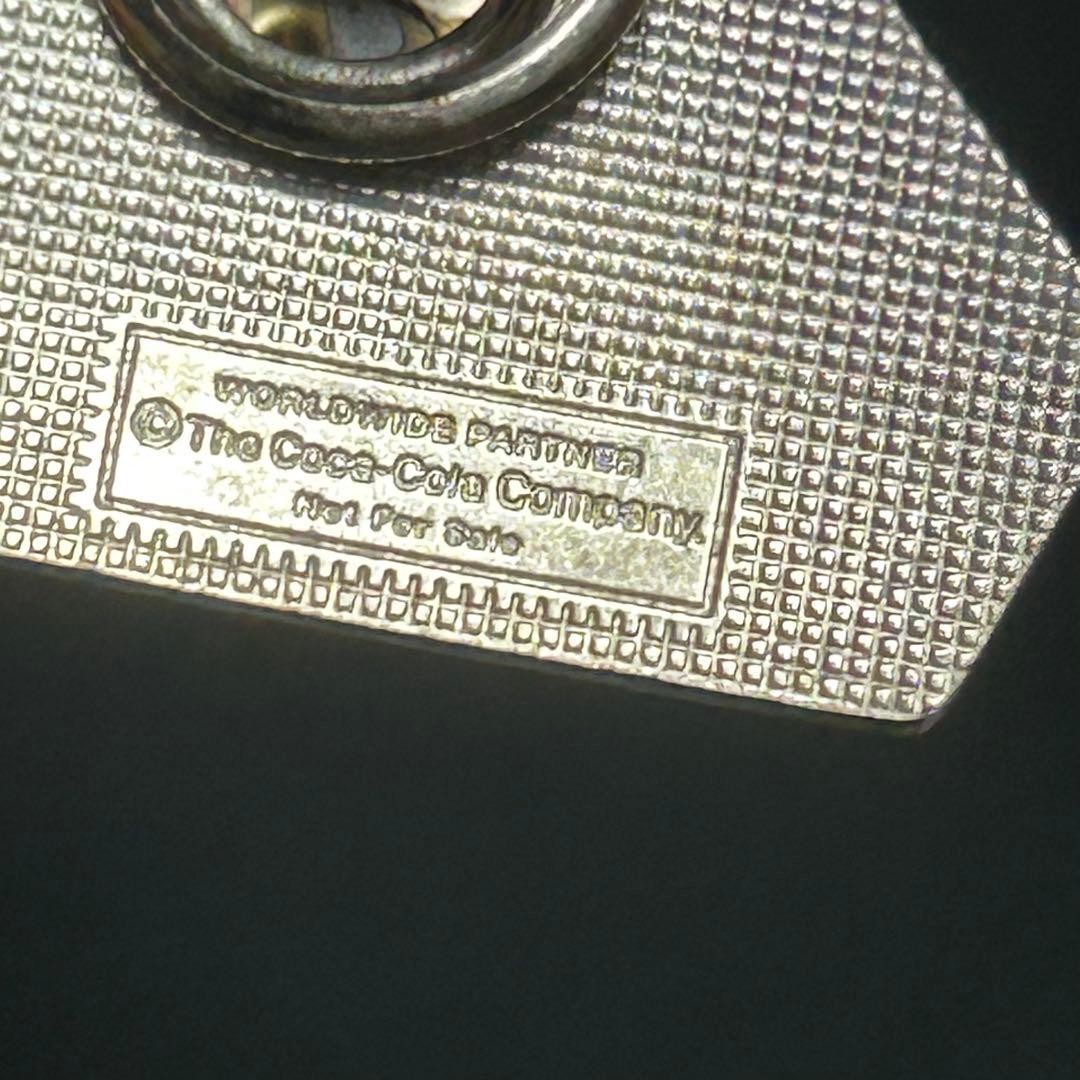 WORLDWIDE PARTNER
© The Coca-Cola Company.
Not For Sale